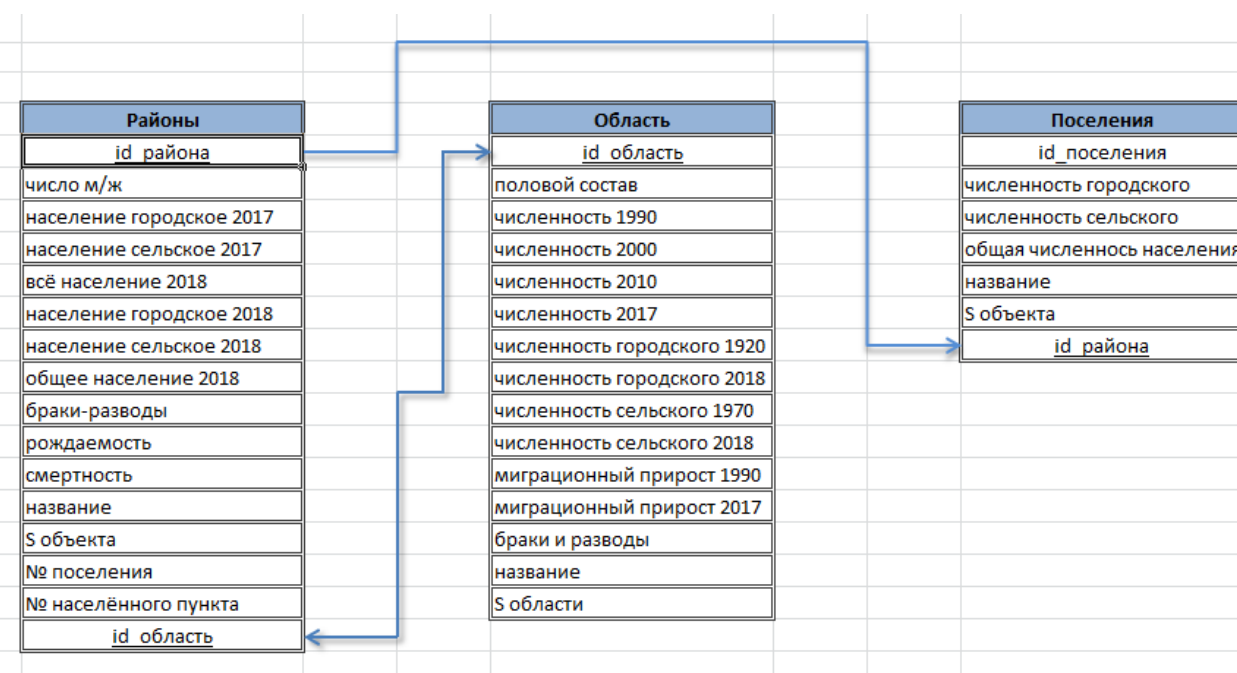 Районы
id_района
число м/ж
население городское 2017
население сельское 2017
всё население 2018
население городское 2018
население сельское 2018
общее население 2018
браки-разводы
рождаемость
смертность
название
S объекта
№ поселения
№ населённого пункта
id_область
Область
id_область
половой состав
численность 1990
численность 2000
численность 2010
численность 2017
численность городского 1920
численность городского 2018
численность сельского 1970
численность сельского 2018
миграционный прирост 1990
миграционный прирост 2017
браки и разводы
название
S области
Поселения
id_поселения
численность городского
численность сельского
общая численнось населения
название
S объекта
id_района